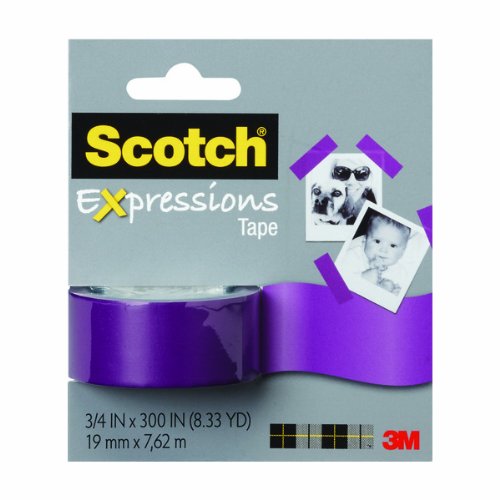 Scotch®
Expressions
Tape
3/4 IN x 300 IN (8.33 YD)
19 mm x 7,62 m
3M